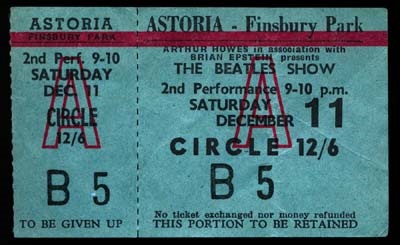 ASTORIA
FINSBURY PARK
2nd Perf. 9-10
SATURDAY
DEC 11
A
CIRCLE
12/6
B 5
TO BE GIVEN UP
ASTORIA - Finsbury Park
ARTHUR HOWES in association with
BRIAN EPSTEIN presents
THE BEATLES SHOW
2nd Performance 9-10 p.m.
SATURDAY
DECEMBER 11
A
CIRCLE 12/6
B 5
No ticket exchanged nor money refunded
THIS PORTION TO BE RETAINED